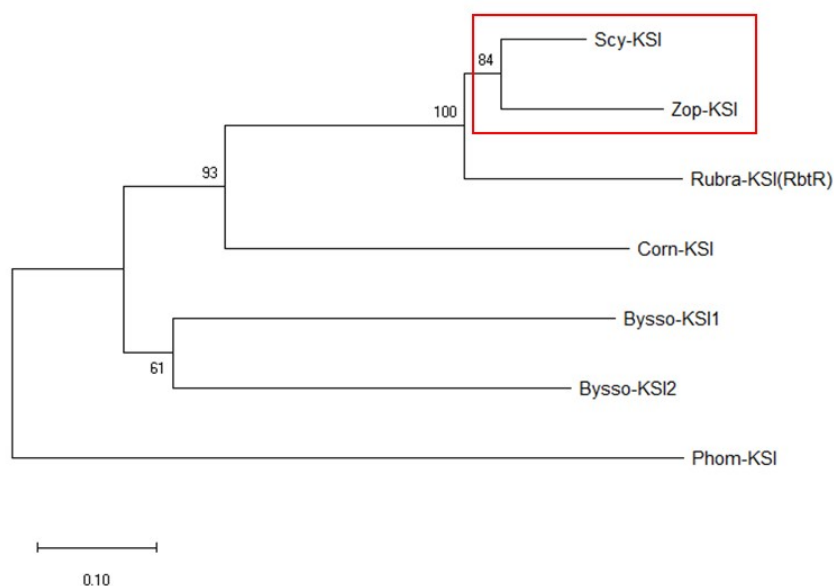 Scy-KSI
84
Zop-KSI
100
Rubra-KSI(RbtR)
93
Corn-KSI
Bysso-KSI1
61
Bysso-KSI2
Phom-KSI
0.10